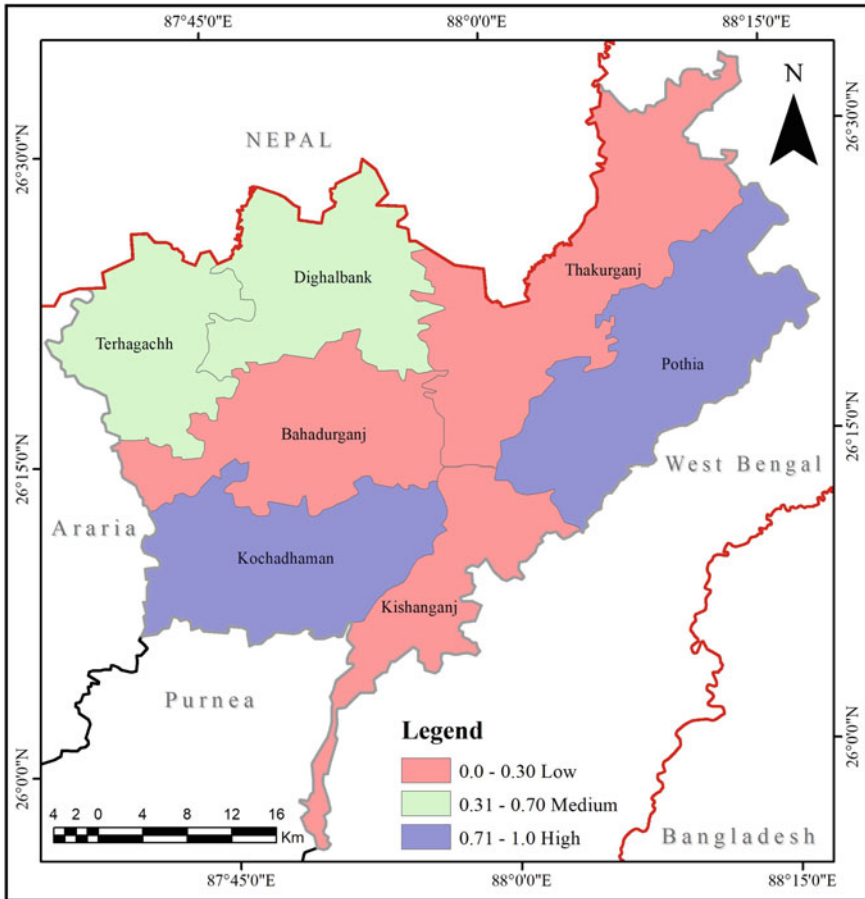 87°45'0"E
88°0'0"E
88°15'0"E
N
26°30'0"N
26°30'0"N
NEPAL
Dighalbank
Thakurganj
Terhagachh
Pothia
Bahadurganj
26°15'0"N
26°15'0"N
West Bengal
Araria
Kochadhaman
Kishanganj
Purnea
Legend
0.0 - 0.30 Low
0.31 - 0.70 Medium
0.71 - 1.0 High
26°0'0"N
26°0'0"N
4 2 0 4 8 12 16
Km
Bangladesh
87°45'0"E
88°0'0"E
88°15'0"E